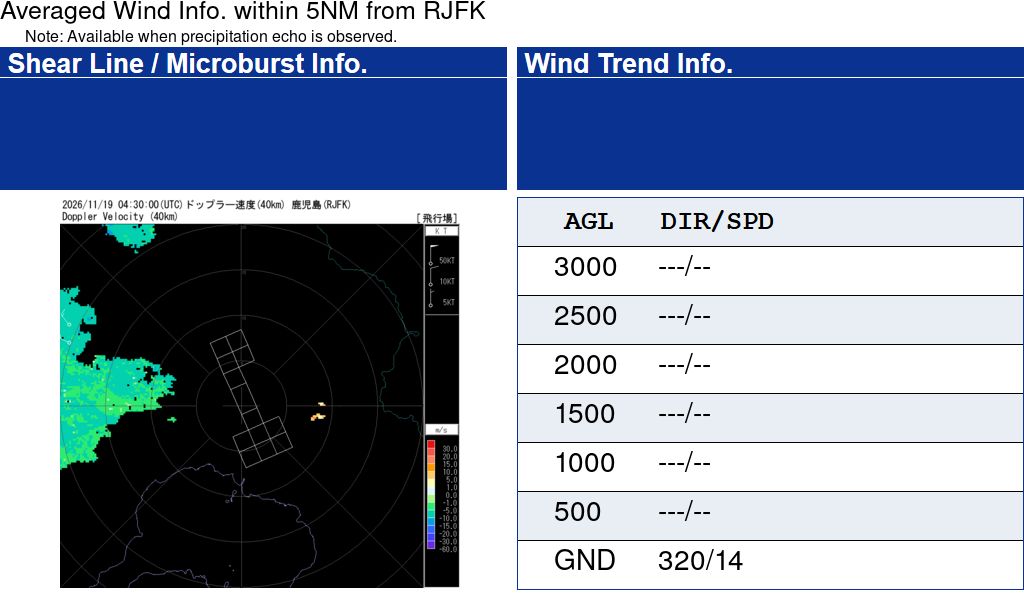 Averaged Wind Info. within 5NM from RJFK
Note: Available when precipitation echo is observed.
Shear Line / Microburst Info.
Wind Trend Info.
2026/11/19 04:30:00(UTC) ドップラー速度(40km) 鹿児島(RJFK)
Doppler Velocity (40km)
[飛行場]
KT
50KT
10KT
5KT
m/s
30.0
20.0
15.0
10.0
5.0
1.0
0.0
-1.0
-5.0
-10.0
-15.0
-20.0
-30.0
-60.0
AGL DIR/SPD
3000 ---/--
2500 ---/--
2000 ---/--
1500 ---/--
1000 ---/--
500 ---/--
GND 320/14